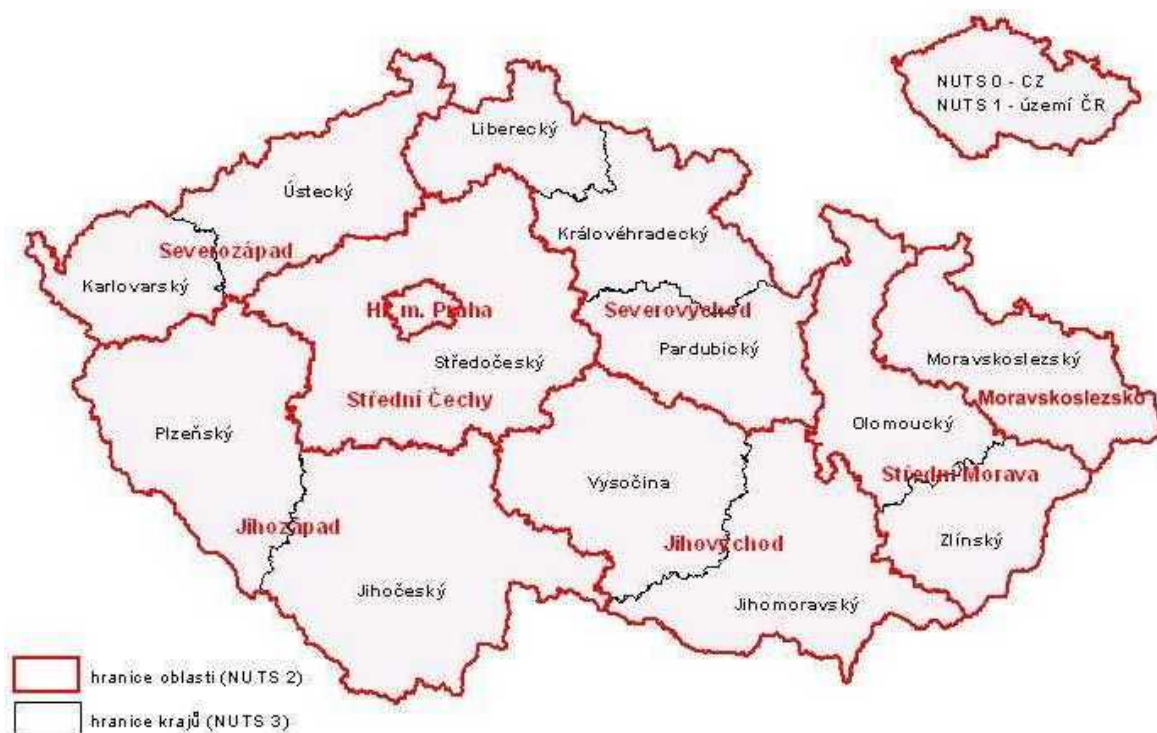 NUTS 0 - CZ
NUTS 1 - území ČR
Liberecký
Ústecký
Královéhradecký
Severozápad
Karlovarský
Hl. m. Praha
Severovýchod
Pardubický
Středočeský
Moravskoslezský
Střední Čechy
Moravskoslezsko
Plzeňský
Olomoucký
Vysočina
Střední Morava
Jihozápad
Jihovýchod
Zlínský
Jihočeský
Jihomoravský
hranice oblastí (NUTS 2)
hranice krajů (NUTS 3)